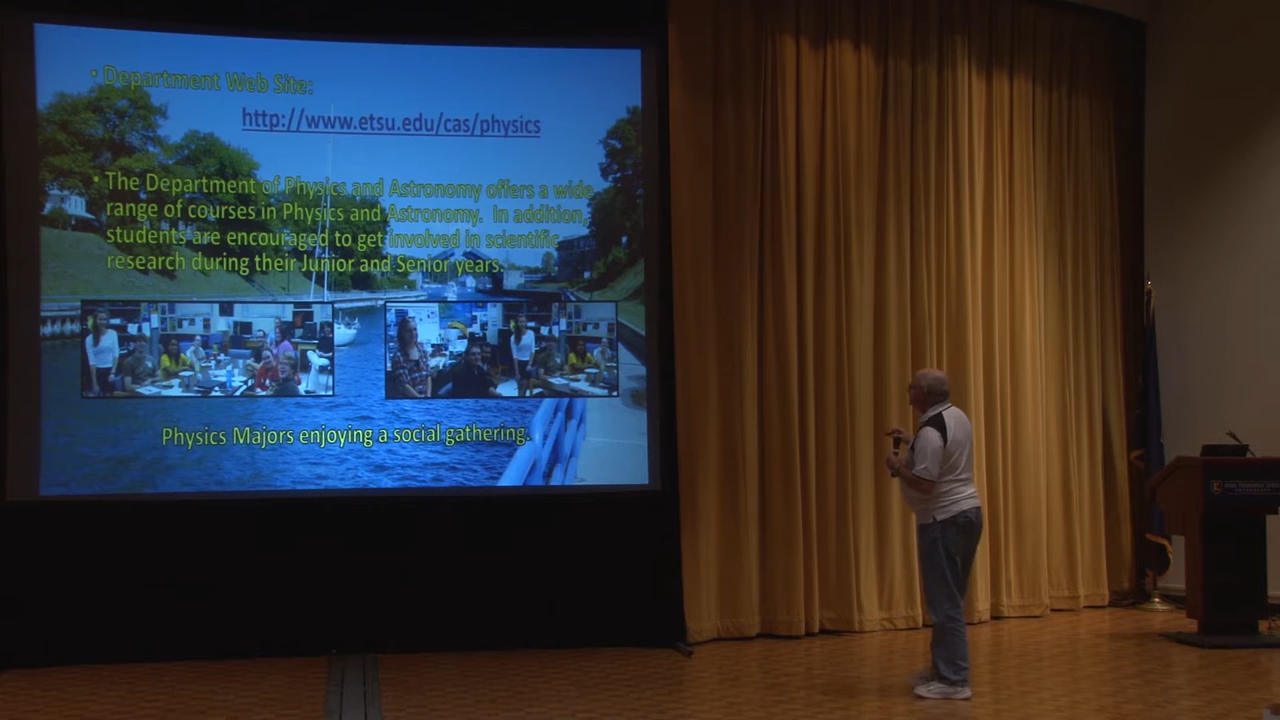 • Department Web Site:
http://www.etsu.edu/cas/physics
• The Department of Physics and Astronomy offers a wide
range of courses in Physics and Astronomy. In addition,
students are encouraged to get involved in scientific
research during their Junior and Senior years.
Physics Majors enjoying a social gathering.